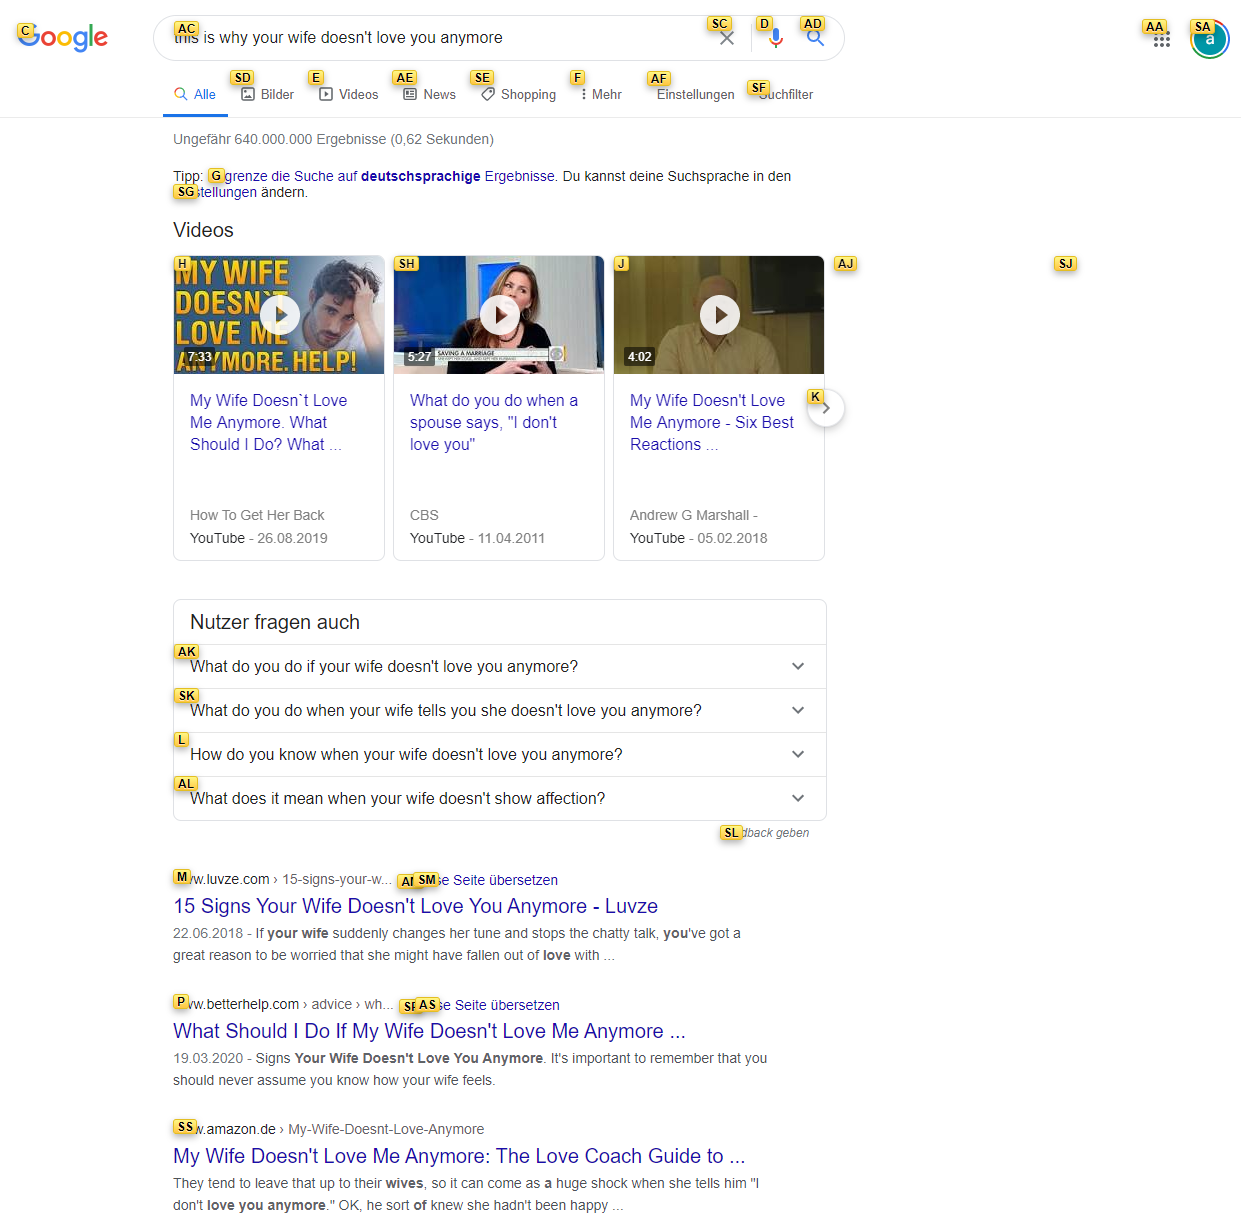 Google
this is why your wife doesn't love you anymore
C
AC
SC
D
AD
AA
SA
a
SD
E
AE
SE
F
AF
SF
Alle
Bilder
Videos
News
Shopping
Mehr
Einstellungen
Suchfilter
Ungefähr 640.000.000 Ergebnisse (0,62 Sekunden)
Tipp: G grenze die Suche auf deutschsprachige Ergebnisse. Du kannst deine Suchsprache in den
SG stellungen ändern.
Videos
H
SH
J
AJ
SJ
MY WIFE
DOESN`T
LOVE
ME
ANYMORE. HELP!
7:33
SAVING A MARRIAGE
5:27
4:02
K
My Wife Doesn`t Love
Me Anymore. What
Should I Do? What ...
How To Get Her Back
YouTube - 26.08.2019
What do you do when a
spouse says, "I don't
love you"
CBS
YouTube - 11.04.2011
My Wife Doesn't Love
Me Anymore - Six Best
Reactions ...
Andrew G Marshall -
YouTube - 05.02.2018
Nutzer fragen auch
AK
What do you do if your wife doesn't love you anymore?
SK
What do you do when your wife tells you she doesn't love you anymore?
L
How do you know when your wife doesn't love you anymore?
AL
What does it mean when your wife doesn't show affection?
SL dback geben
M w.luvze.com › 15-signs-your-w... SM se Seite übersetzen
15 Signs Your Wife Doesn't Love You Anymore - Luvze
22.06.2018 - If your wife suddenly changes her tune and stops the chatty talk, you've got a
great reason to be worried that she might have fallen out of love with ...
P w.betterhelp.com › advice › wh... AS se Seite übersetzen
What Should I Do If My Wife Doesn't Love Me Anymore ...
19.03.2020 - Signs Your Wife Doesn't Love You Anymore. It's important to remember that you
should never assume you know how your wife feels.
SS w.amazon.de › My-Wife-Doesnt-Love-Anymore
My Wife Doesn't Love Me Anymore: The Love Coach Guide to ...
They tend to leave that up to their wives, so it can come as a huge shock when she tells him "I
don't love you anymore." OK, he sort of knew she hadn't been happy ...